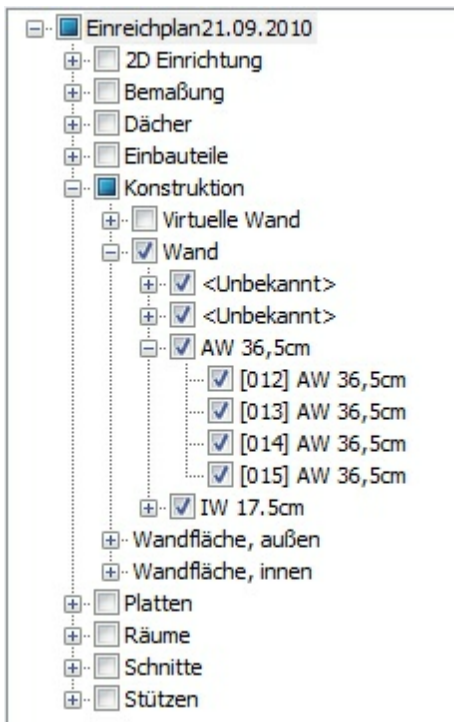 Einreichplan21.09.2010
2D Einrichtung
Bemaßung
Dächer
Einbauteile
Konstruktion
Virtuelle Wand
Wand
<Unbekannt>
<Unbekannt>
AW 36,5cm
[012] AW 36,5cm
[013] AW 36,5cm
[014] AW 36,5cm
[015] AW 36,5cm
IW 17.5cm
Wandfläche, außen
Wandfläche, innen
Platten
Räume
Schnitte
Stützen